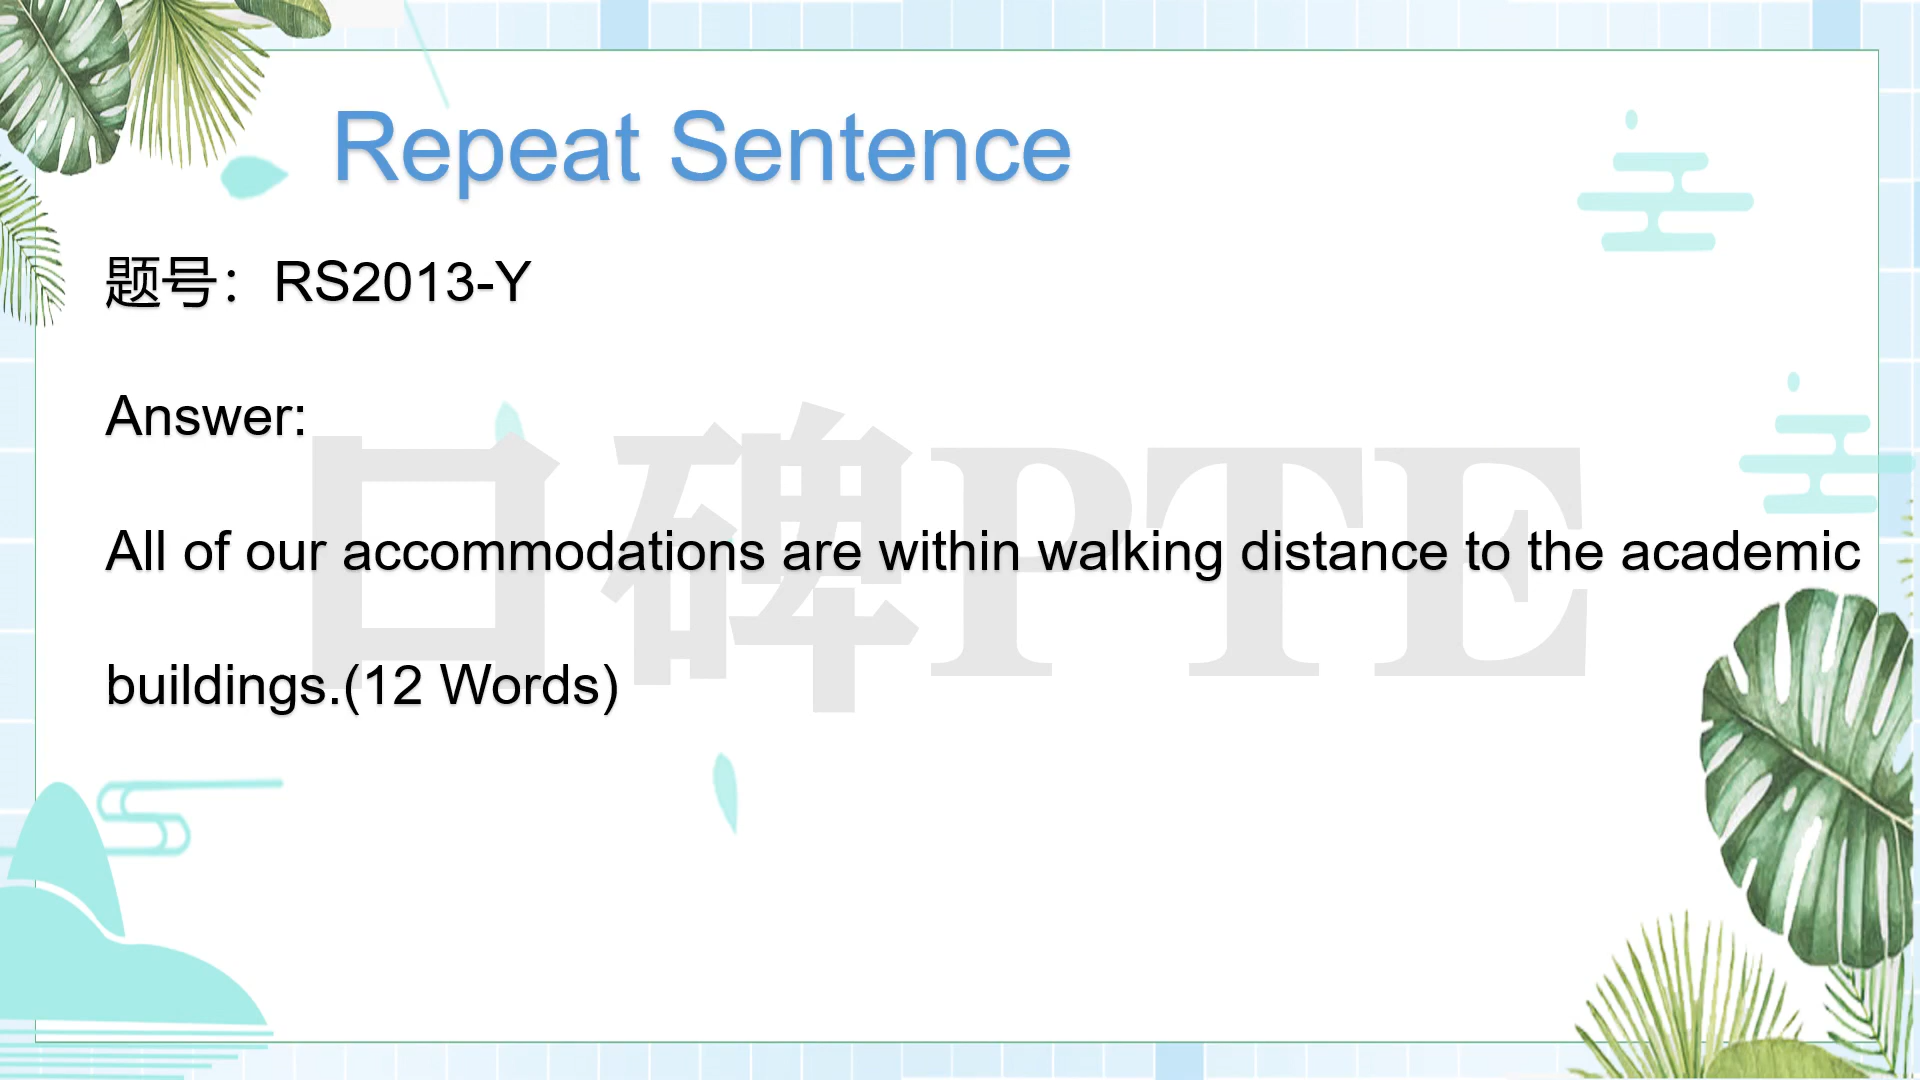 Repeat Sentence
题号：RS2013-Y
Answer:
All of our accommodations are within walking distance to the academic
buildings.(12 Words)
口碑PTE